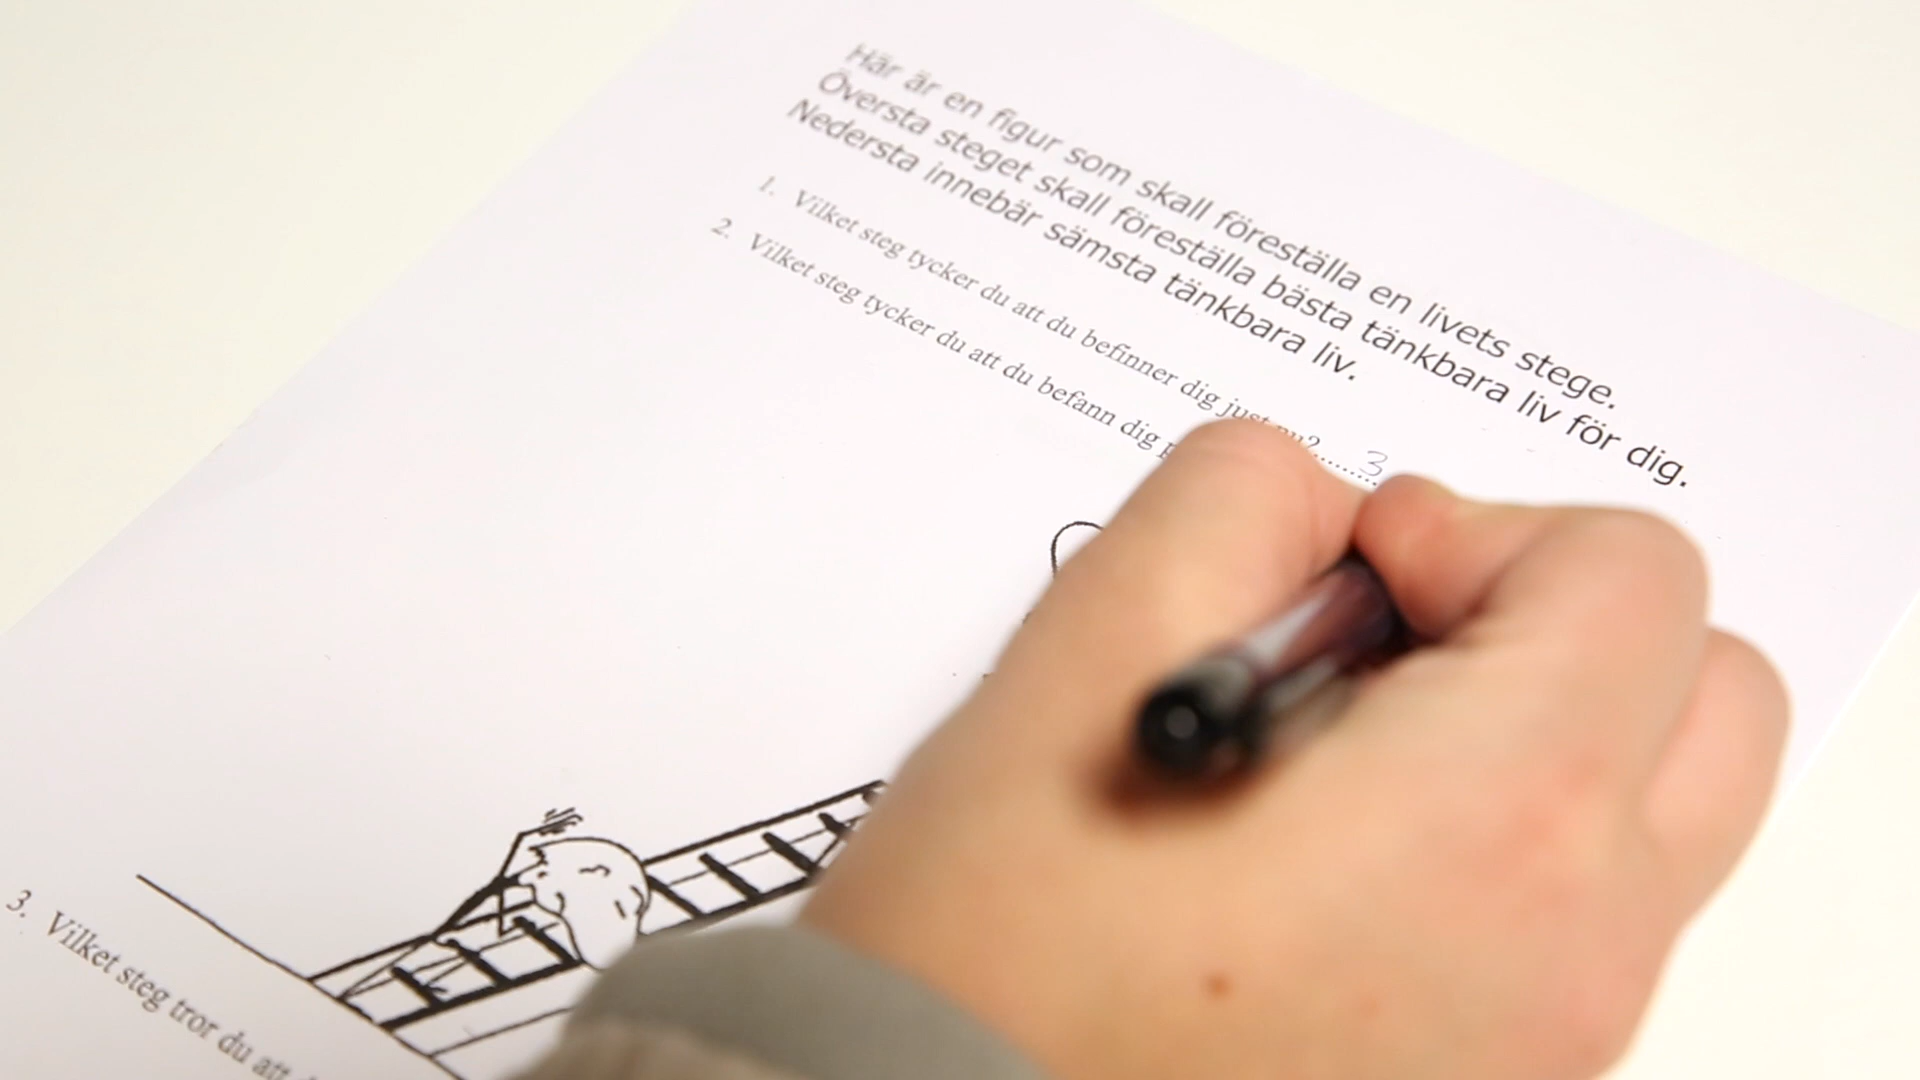 Här är en figur som skall föreställa en livets stege.
Översta steget skall föreställa bästa tänkbara liv för dig.
Nedersta innebär sämsta tänkbara liv.
1. Vilket steg tycker du att du befinner dig just nu?.......3...
2. Vilket steg tycker du att du befann dig
3. Vilket steg tror du att